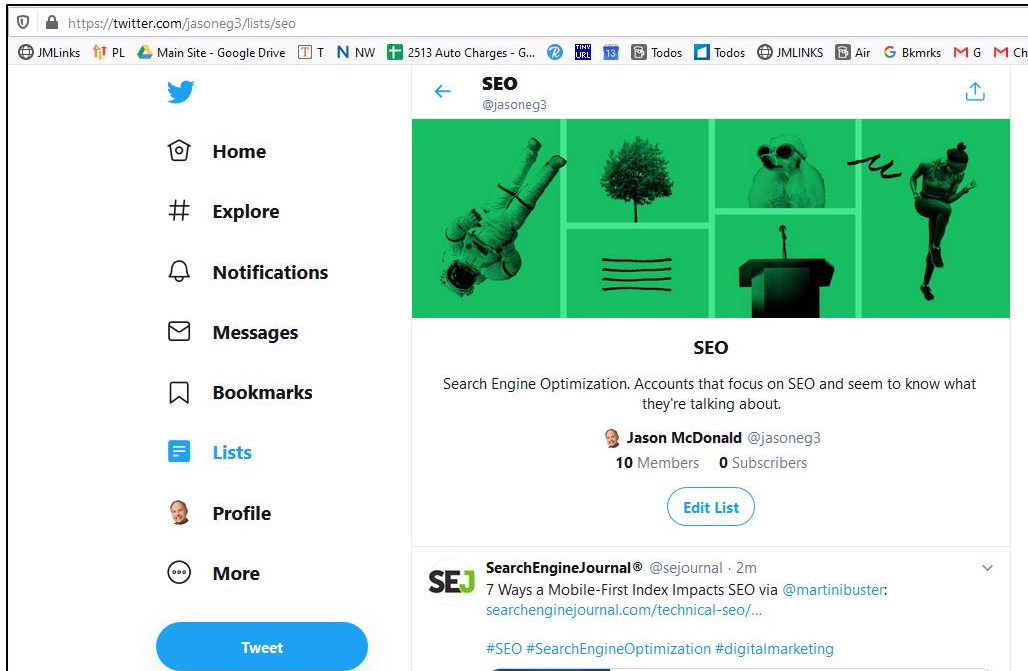 https://twitter.com/jasoneg3/lists/seo
JMLinks PL Main Site - Google Drive T T N NW 2513 Auto Charges - G... R TINY URL 13 Todos Todos JMLINKS Air G Bkmrks M G M Ch
SEO
@jasoneg3
Home
Explore
Notifications
Messages
Bookmarks
Lists
Profile
More
Tweet
SEO
Search Engine Optimization. Accounts that focus on SEO and seem to know what
they're talking about.
Jason McDonald @jasoneg3
10 Members 0 Subscribers
Edit List
SEJ
SearchEngineJournal® @sejournal · 2m
7 Ways a Mobile-First Index Impacts SEO via @martinibuster:
searchenginejournal.com/technical-seo/...
#SEO #SearchEngineOptimization #digitalmarketing